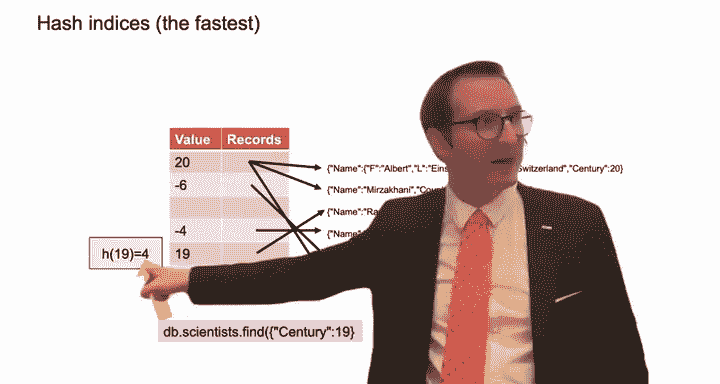 Hash indices (the fastest)
Value Records
20
-6
-4
19
{"Name":{"F":"Albert","L":"Eins Switzerland","Century":20}
{"Name":"Mirzakhani","Cou
{"Name":"Ra
{"Name":
h(19)=4
db.scientists.find({"Century":19}